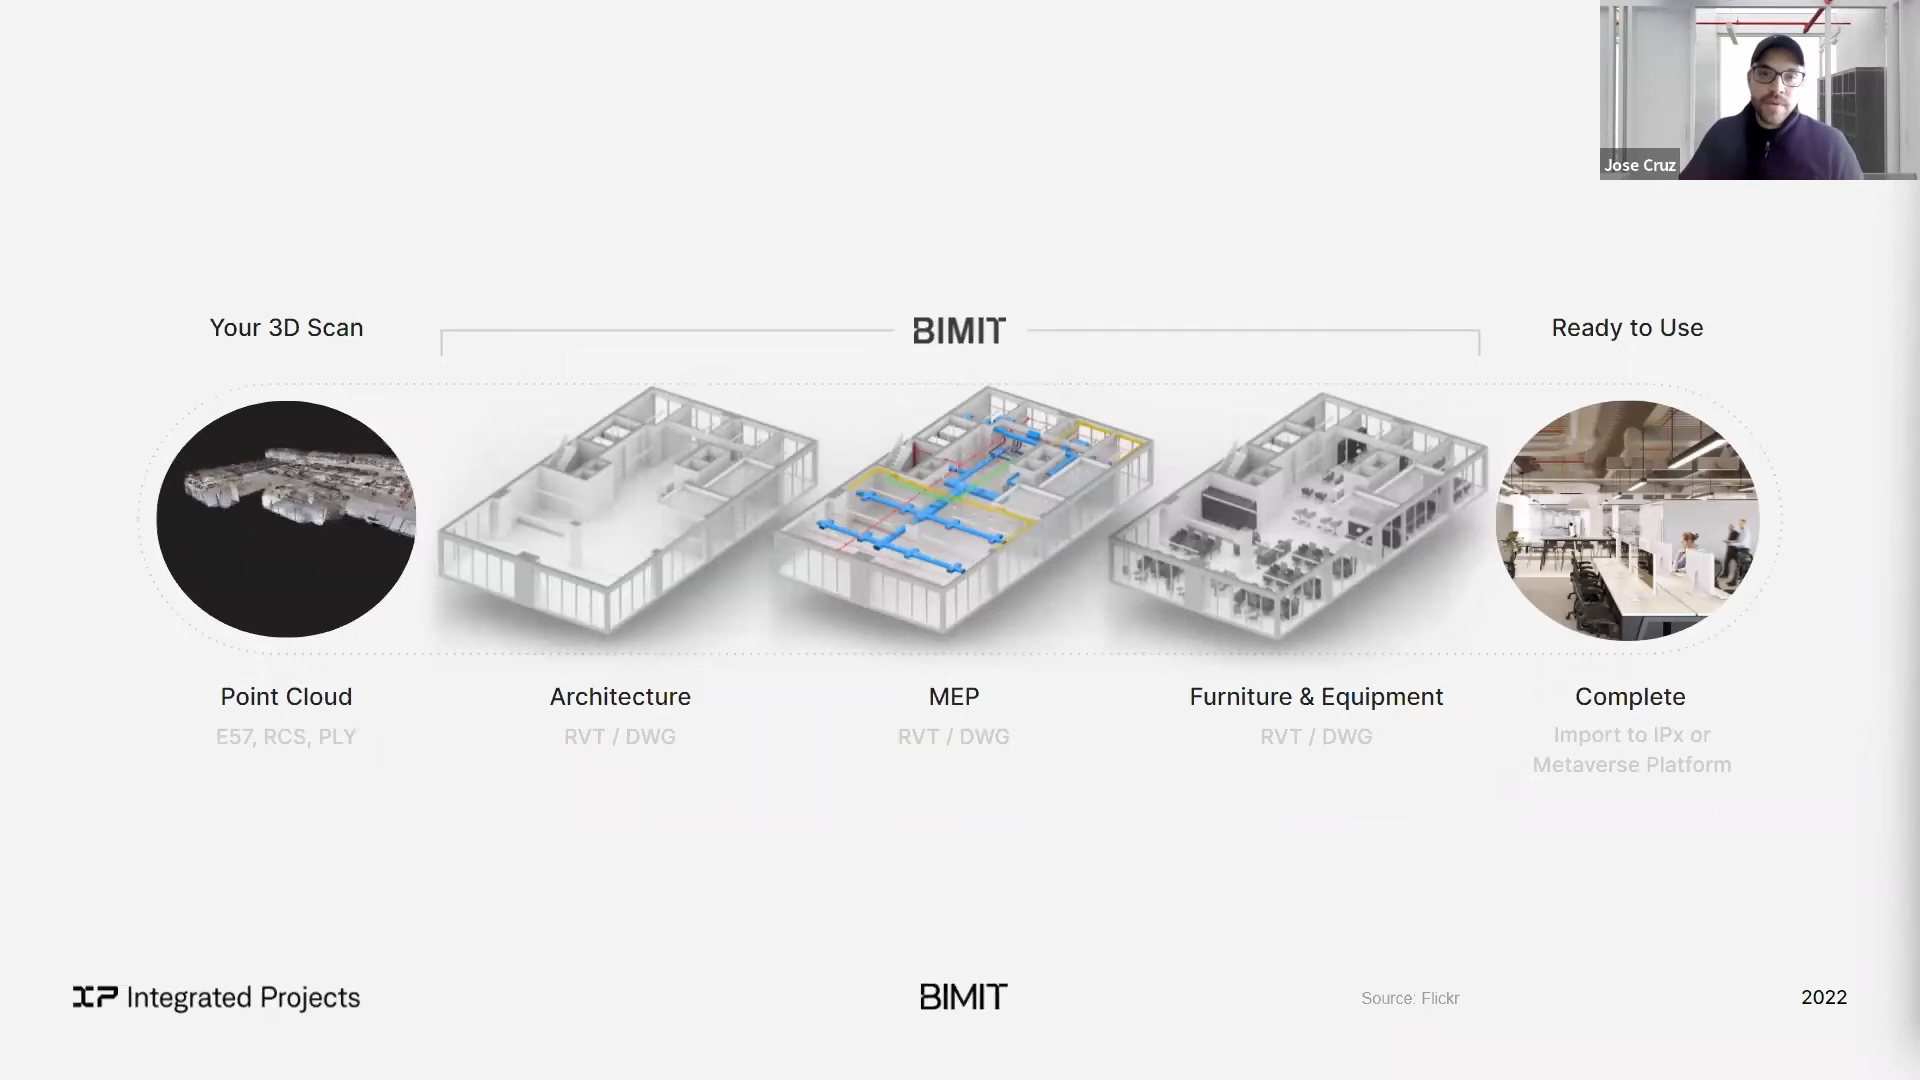 Jose Cruz
Your 3D Scan
BIMIT
Ready to Use
Point Cloud
E57, RCS, PLY
Architecture
RVT / DWG
MEP
RVT / DWG
Furniture & Equipment
RVT / DWG
Complete
Import to IPx or
Metaverse Platform
IP Integrated Projects
BIMIT
Source: Flickr
2022